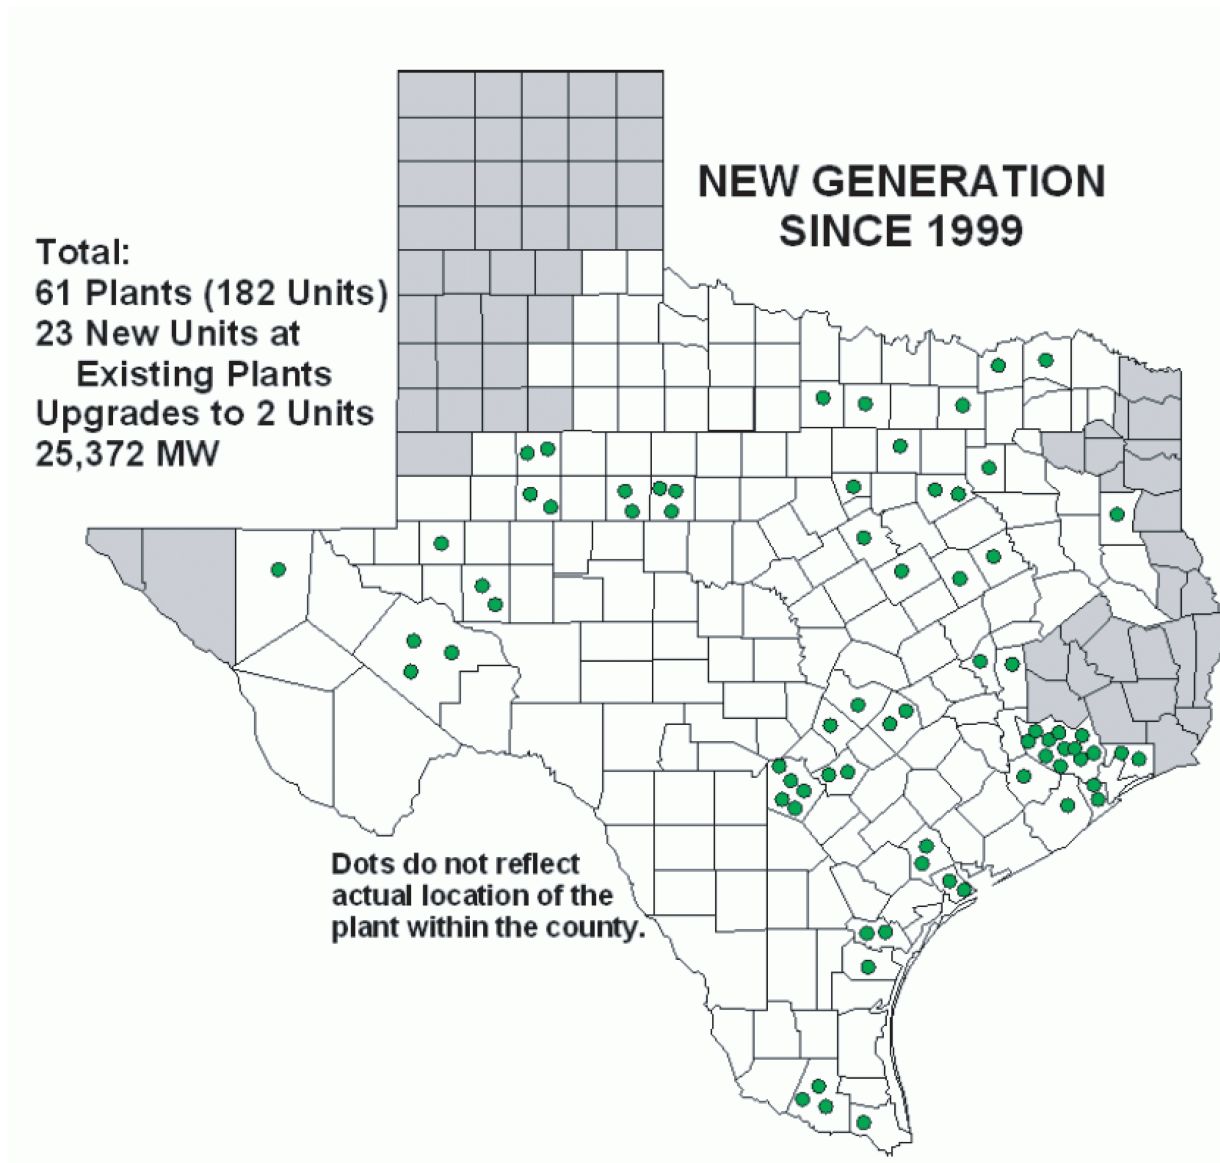 NEW GENERATION
SINCE 1999
Total:
61 Plants (182 Units)
23 New Units at
Existing Plants
Upgrades to 2 Units
25,372 MW
Dots do not reflect
actual location of the
plant within the county.